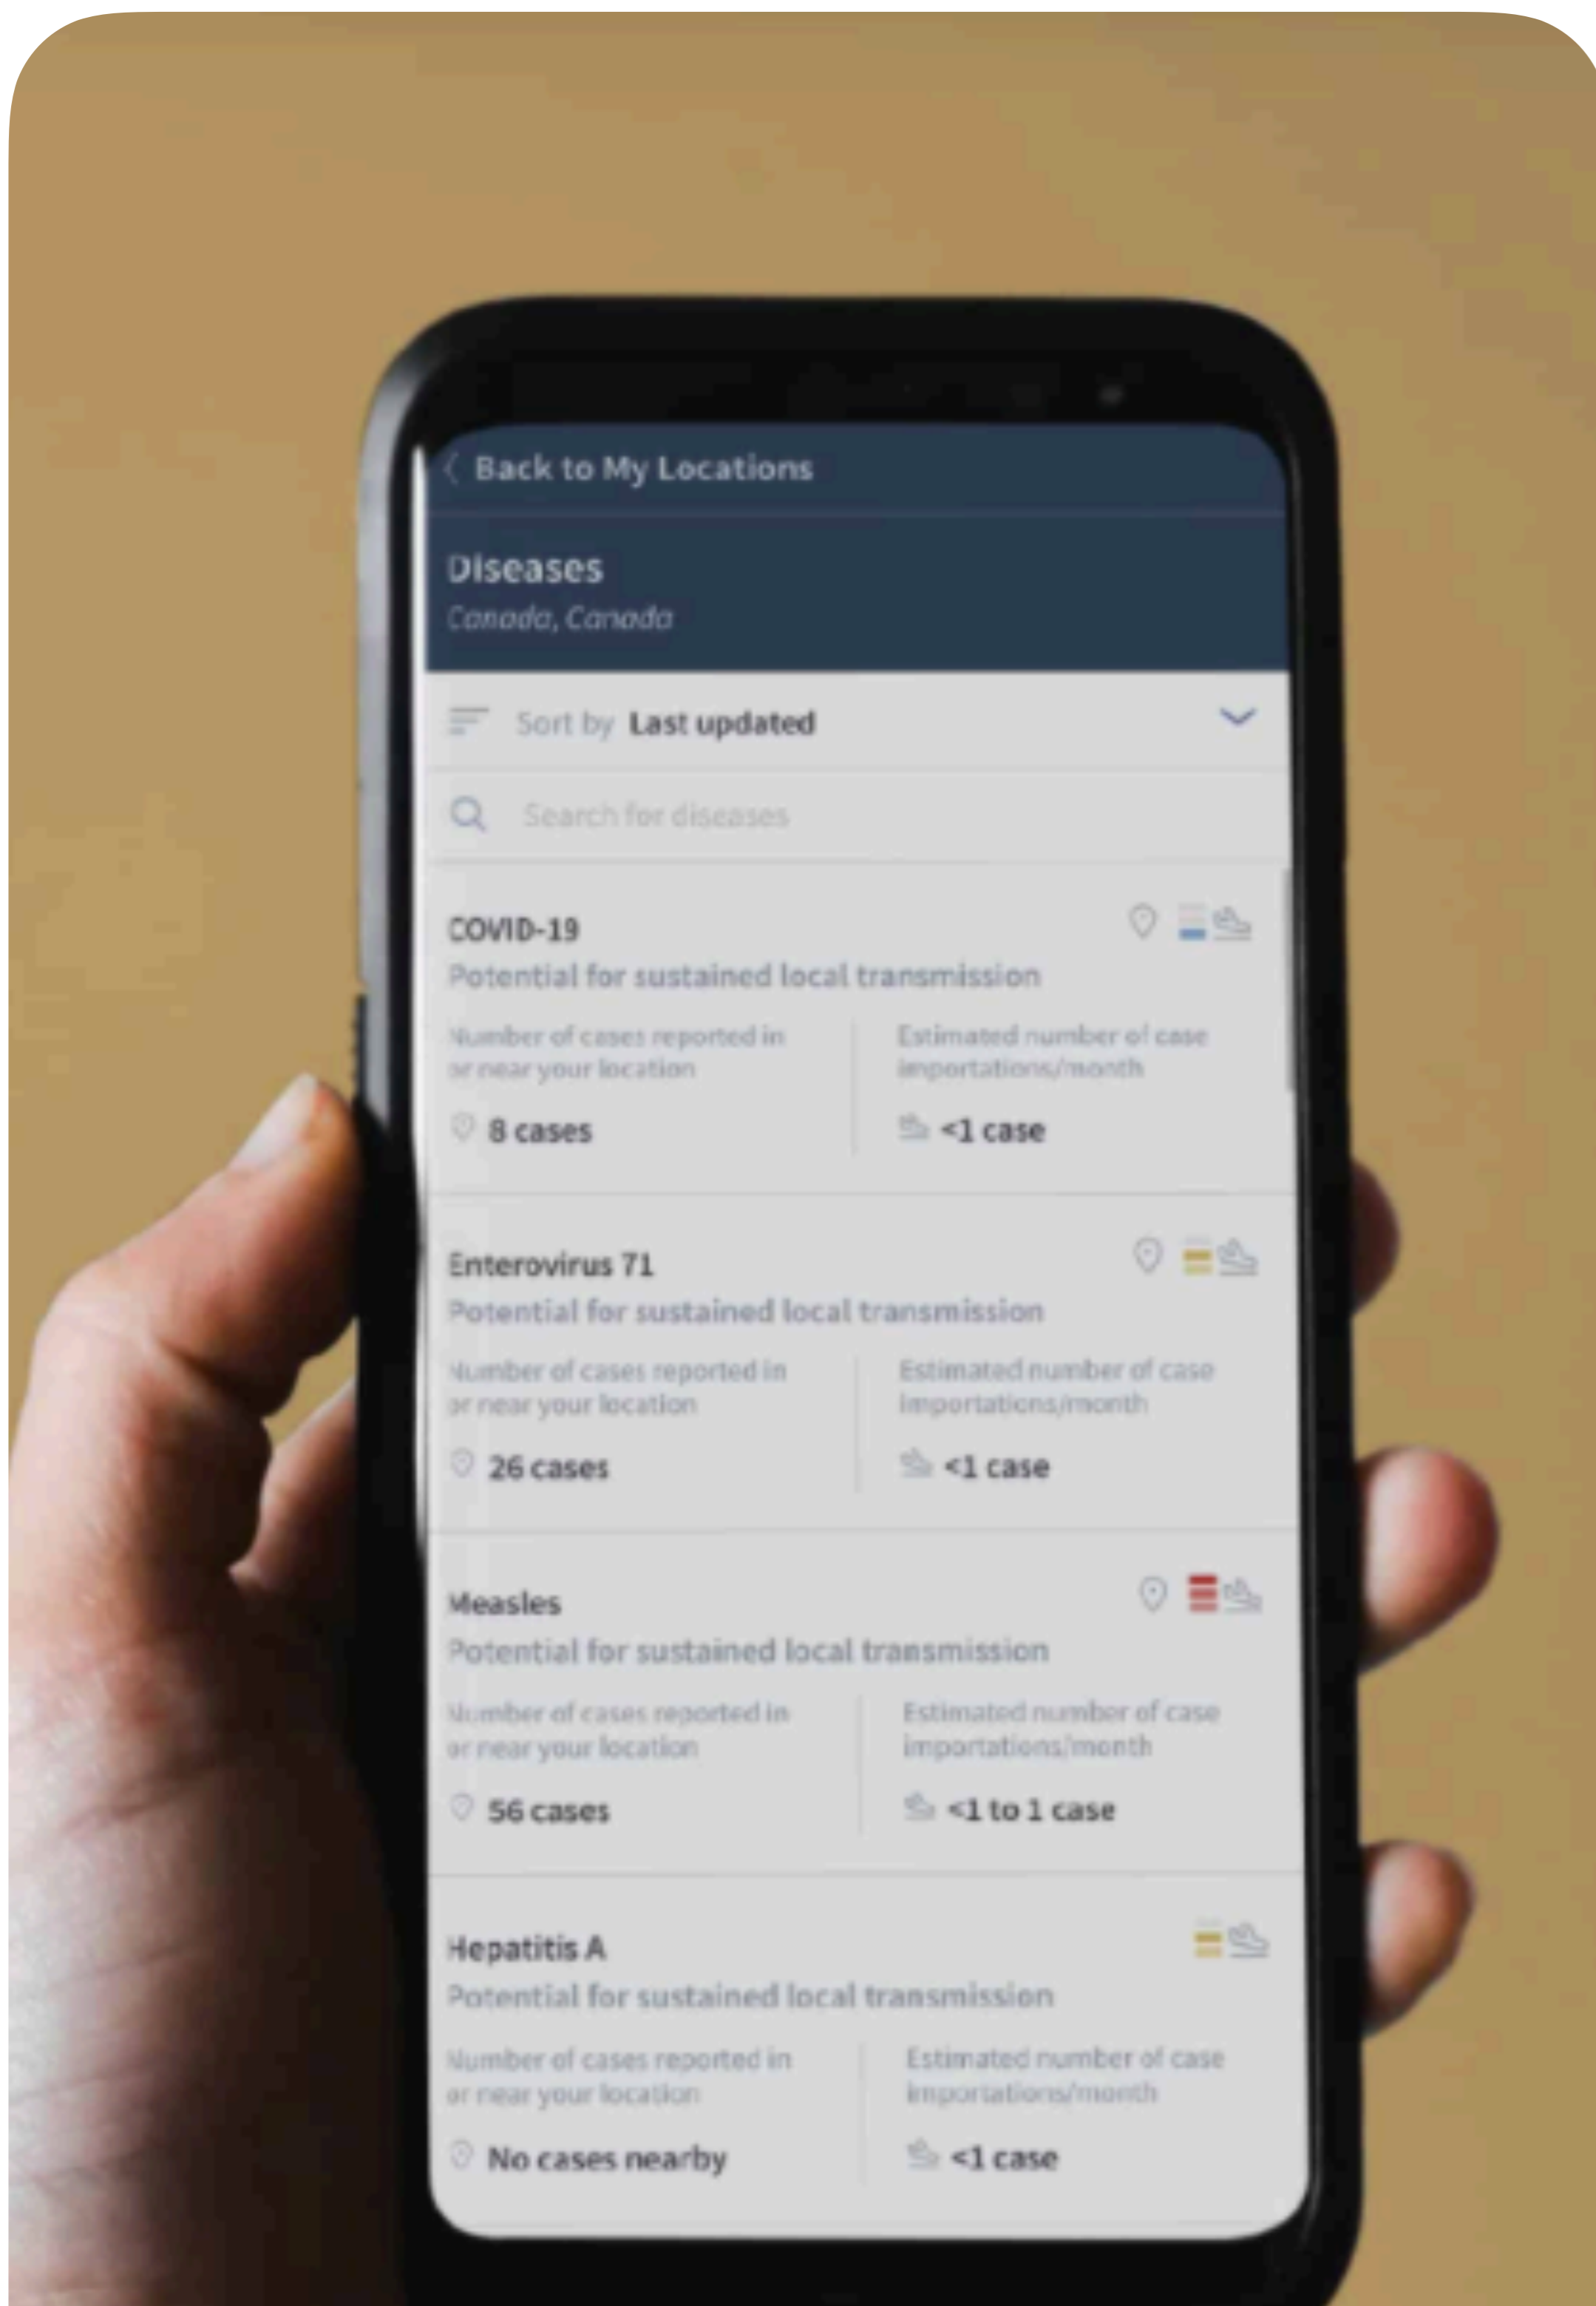 Back to My Locations
Diseases
Canada, Canada
Sort by Last updated
Search for diseases
COVID-19
Potential for sustained local transmission
Number of cases reported in
or near your location
8 cases
Estimated number of case
importations/month
<1 case
Enterovirus 71
Potential for sustained local transmission
Number of cases reported in
or near your location
26 cases
Estimated number of case
importations/month
<1 case
Measles
Potential for sustained local transmission
Number of cases reported in
or near your location
56 cases
Estimated number of case
importations/month
<1 to 1 case
Hepatitis A
Potential for sustained local transmission
Number of cases reported in
or near your location
No cases nearby
Estimated number of case
importations/month
<1 case